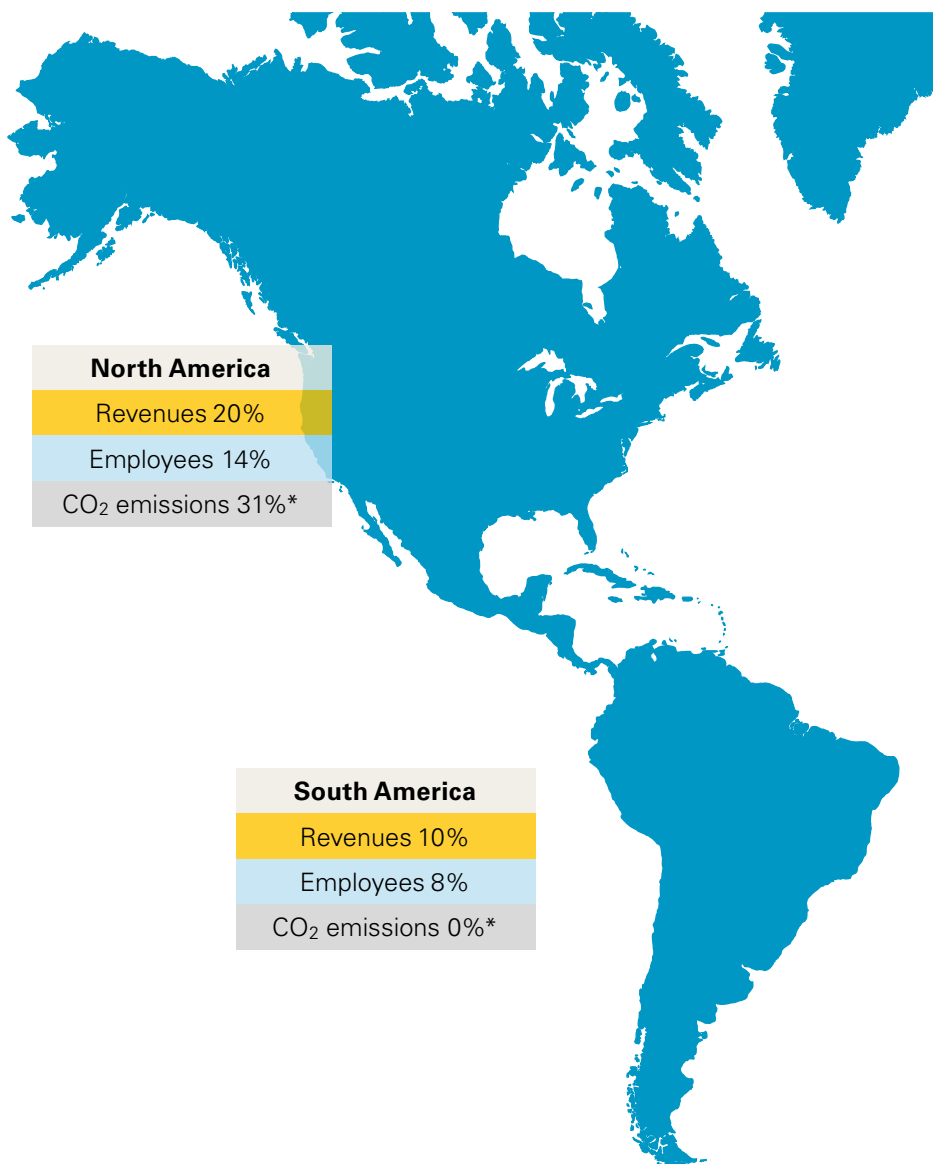 North America
Revenues 20%
Employees 14%
CO₂ emissions 31%*
South America
Revenues 10%
Employees 8%
CO₂ emissions 0%*